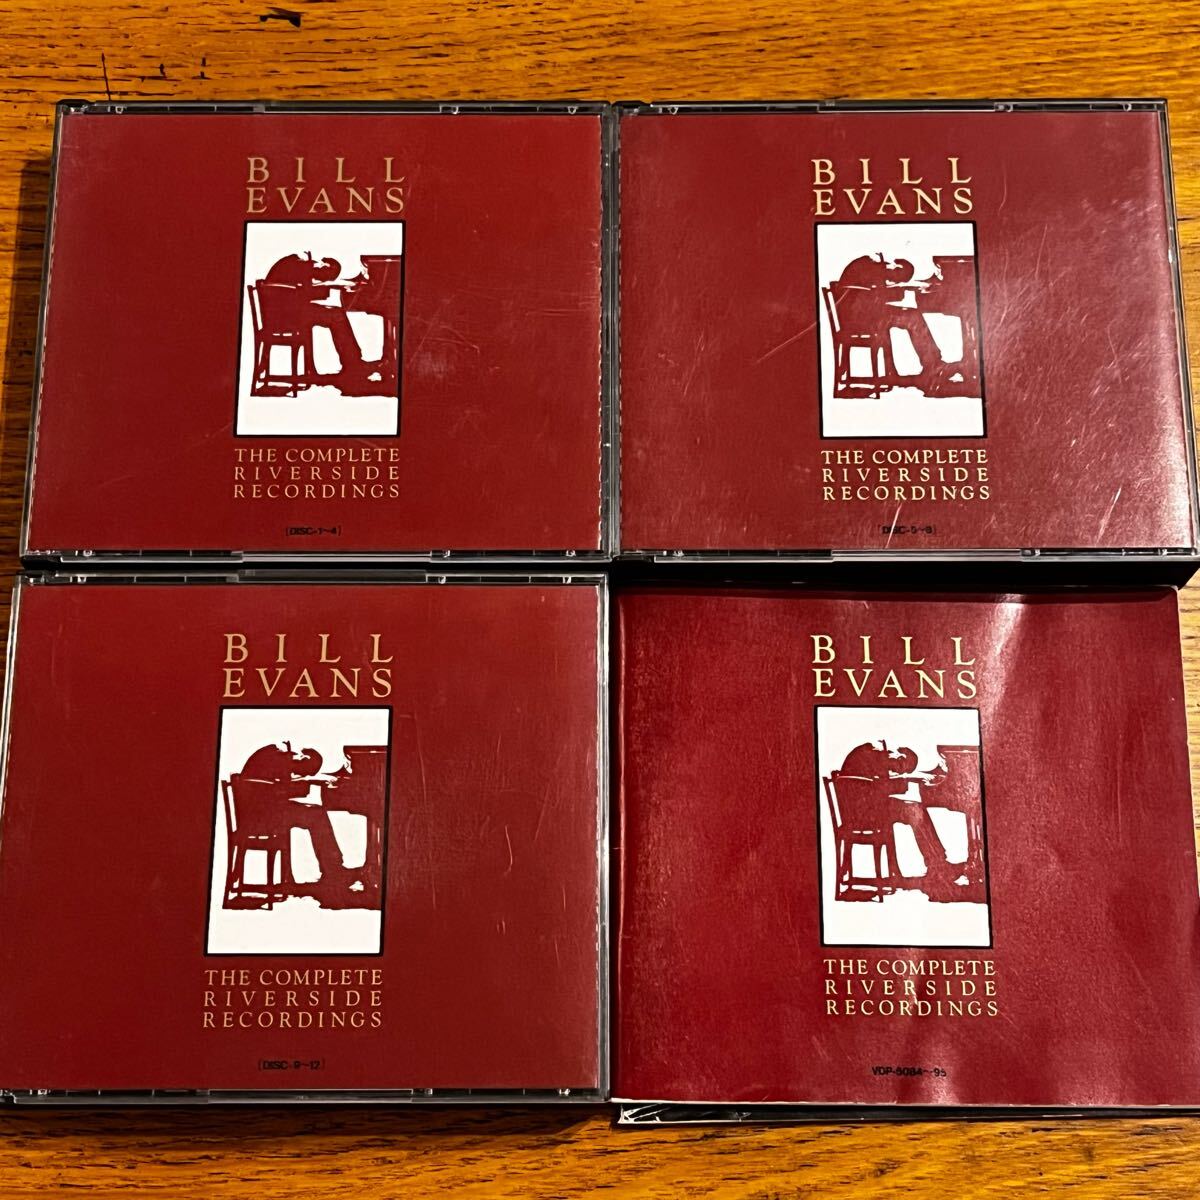 BILL
EVANS
THE COMPLETE
RIVERSIDE
RECORDINGS
[DISC-1~4]
BILL
EVANS
THE COMPLETE
RIVERSIDE
RECORDINGS
[DISC-5~8]
BILL
EVANS
THE COMPLETE
RIVERSIDE
RECORDINGS
[DISC-9~12]
BILL
EVANS
THE COMPLETE
RIVERSIDE
RECORDINGS
VDP-5084~95